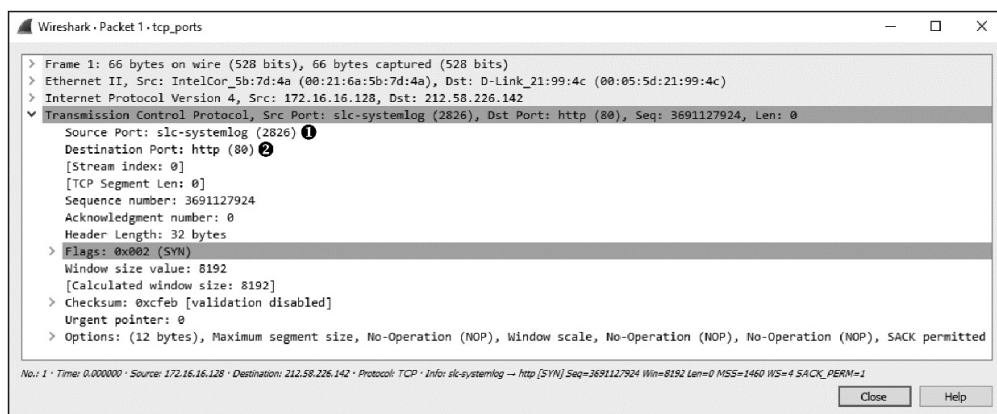 Wireshark · Packet 1 · tcp_ports
> Frame 1: 66 bytes on wire (528 bits), 66 bytes captured (528 bits)
> Ethernet II, Src: IntelCor_5b:7d:4a (00:21:6a:5b:7d:4a), Dst: D-Link_21:99:4c (00:05:5d:21:99:4c)
> Internet Protocol Version 4, Src: 172.16.16.128, Dst: 212.58.226.142
Transmission Control Protocol, Src Port: slc-systemlog (2826), Dst Port: http (80), Seq: 3691127924, Len: 0
Source Port: slc-systemlog (2826) ❶
Destination Port: http (80) ❷
[Stream index: 0]
[TCP Segment Len: 0]
Sequence number: 3691127924
Acknowledgment number: 0
Header Length: 32 bytes
> Flags: 0x002 (SYN)
Window size value: 8192
[Calculated window size: 8192]
> Checksum: 0xcfeb [validation disabled]
Urgent pointer: 0
> Options: (12 bytes), Maximum segment size, No-Operation (NOP), Window scale, No-Operation (NOP), No-Operation (NOP), SACK permitted
No.: 1 · Time: 0.000000 · Source: 172.16.16.128 · Destination: 212.58.226.142 · Protocol: TCP · Info: slc-systemlog → http [SYN] Seq=3691127924 Win=8192 Len=0 MSS=1460 WS=4 SACK_PERM=1
Close
Help